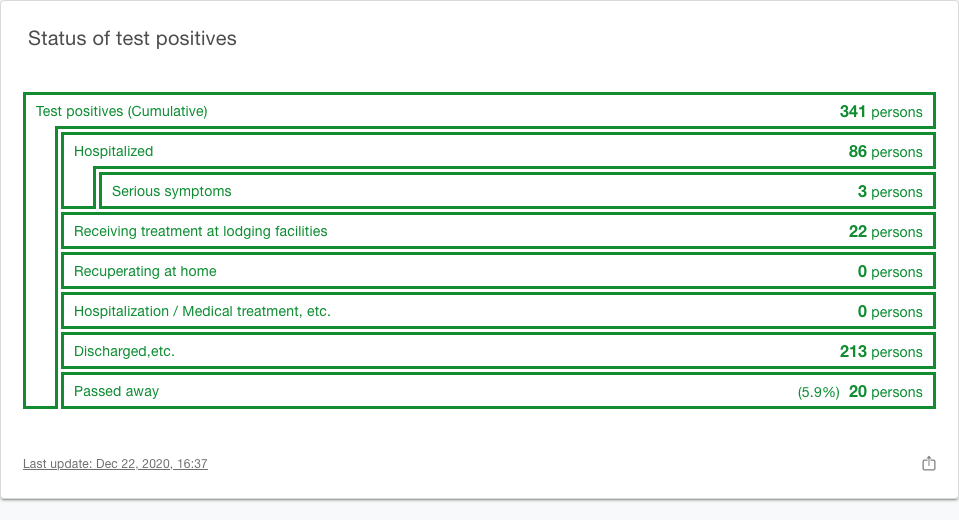 Status of test positives
Test positives (Cumulative) 341 persons
Hospitalized 86 persons
Serious symptoms 3 persons
Receiving treatment at lodging facilities 22 persons
Recuperating at home 0 persons
Hospitalization / Medical treatment, etc. 0 persons
Discharged,etc. 213 persons
Passed away (5.9%) 20 persons
Last update: Dec 22, 2020, 16:37